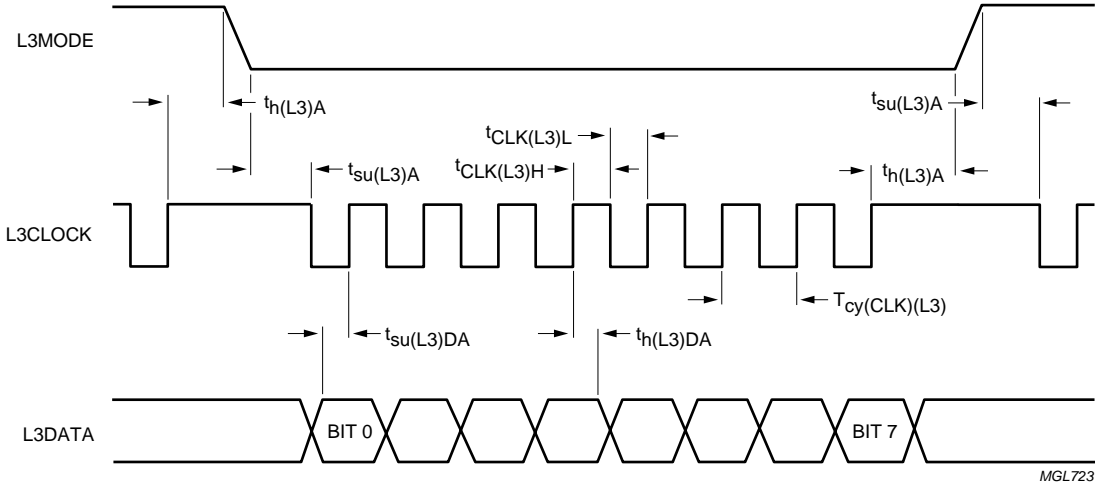 L3MODE
th(L3)A
tsu(L3)A
tCLK(L3)L
tCLK(L3)H
tsu(L3)A
th(L3)A
L3CLOCK
Tcy(CLK)(L3)
tsu(L3)DA
th(L3)DA
L3DATA
BIT 0
BIT 7
MGL723